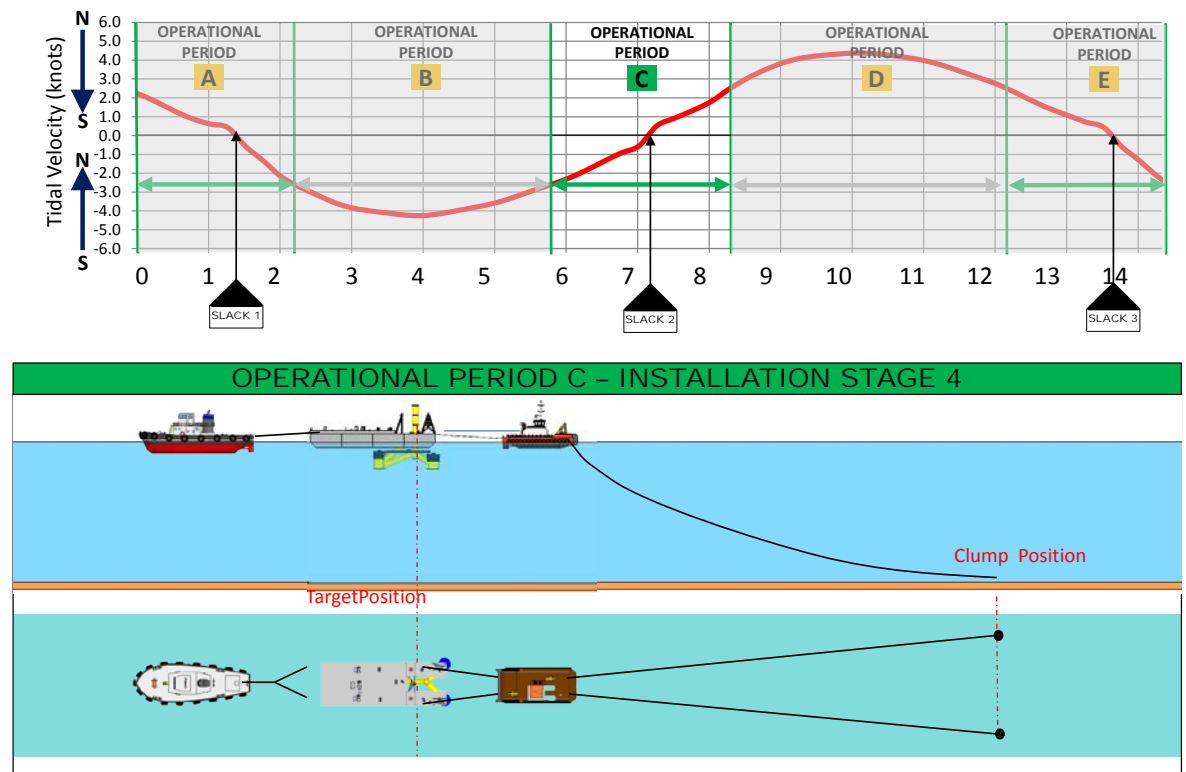 N
S
N
S
Tidal Velocity (knots)
6.0
5.0
4.0
3.0
2.0
1.0
0.0
-1.0
-2.0
-3.0
-4.0
-5.0
-6.0
OPERATIONAL
PERIOD
A
OPERATIONAL
PERIOD
B
OPERATIONAL
PERIOD
C
OPERATIONAL
PERIOD
D
OPERATIONAL
PERIOD
E
0 1 2 3 4 5 6 7 8 9 10 11 12 13 14
SLACK 1
SLACK 2
SLACK 3
OPERATIONAL PERIOD C – INSTALLATION STAGE 4
Clump Position
TargetPosition